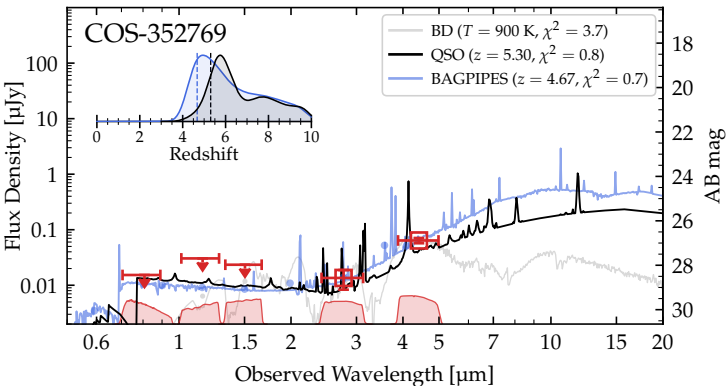 COS-352769
BD (T = 900 K, χ² = 3.7)
QSO (z = 5.30, χ² = 0.8)
BAGPIPES (z = 4.67, χ² = 0.7)
100
10
1
0.1
0.01
Flux Density [µJy]
0 2 4 6 8 10
Redshift
18
20
22
24
26
28
30
AB mag
0.6 1 1.5 2 3 4 5 10 15 20
Observed Wavelength [µm]